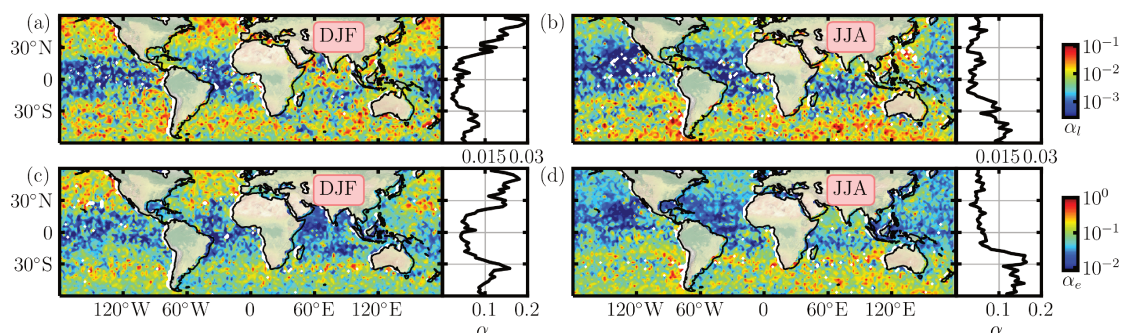 (a) DJF (b) JJA
30°N 10⁻¹
0 10⁻²
30°S 10⁻³
α_l
0.015 0.03 0.015 0.03
(c) DJF (d) JJA
30°N 10⁰
0 10⁻¹
30°S 10⁻²
α_e
120°W 60°W 0 60°E 120°E 0.1 0.2 120°W 60°W 0 60°E 120°E 0.1 0.2